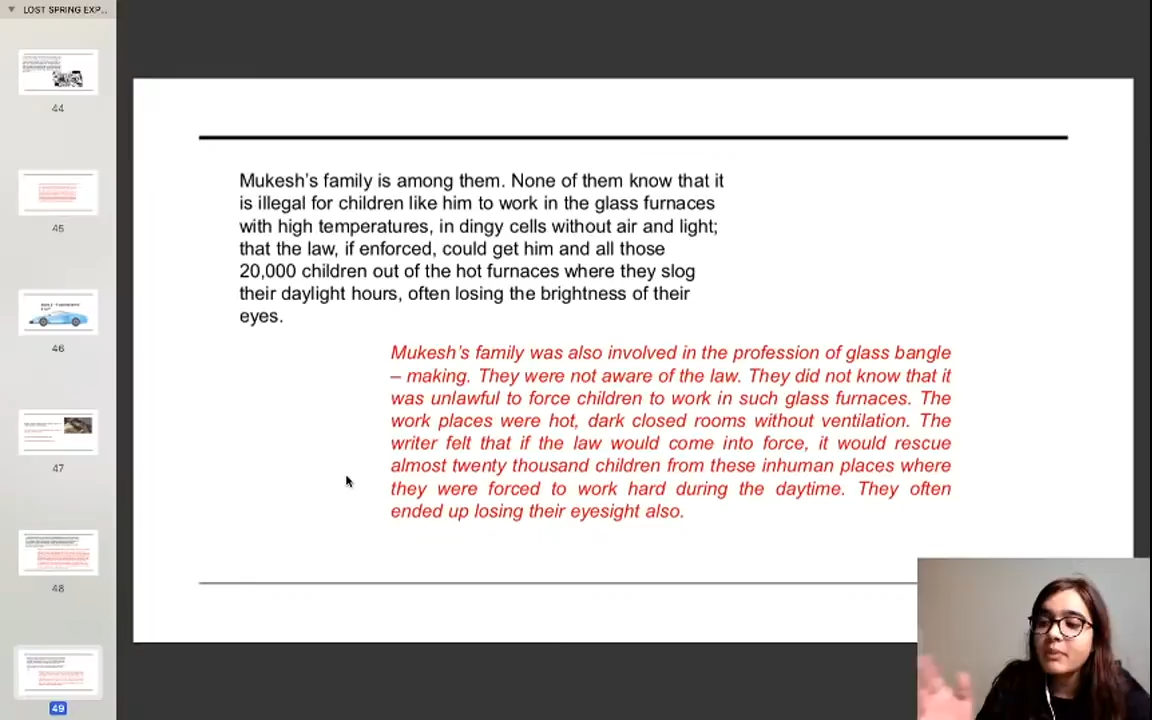 LOST SPRING EXP...
44
45
46
47
48
49
Mukesh's family is among them. None of them know that it
is illegal for children like him to work in the glass furnaces
with high temperatures, in dingy cells without air and light;
that the law, if enforced, could get him and all those
20,000 children out of the hot furnaces where they slog
their daylight hours, often losing the brightness of their
eyes.
Mukesh's family was also involved in the profession of glass bangle
– making. They were not aware of the law. They did not know that it
was unlawful to force children to work in such glass furnaces. The
work places were hot, dark closed rooms without ventilation. The
writer felt that if the law would come into force, it would rescue
almost twenty thousand children from these inhuman places where
they were forced to work hard during the daytime. They often
ended up losing their eyesight also.